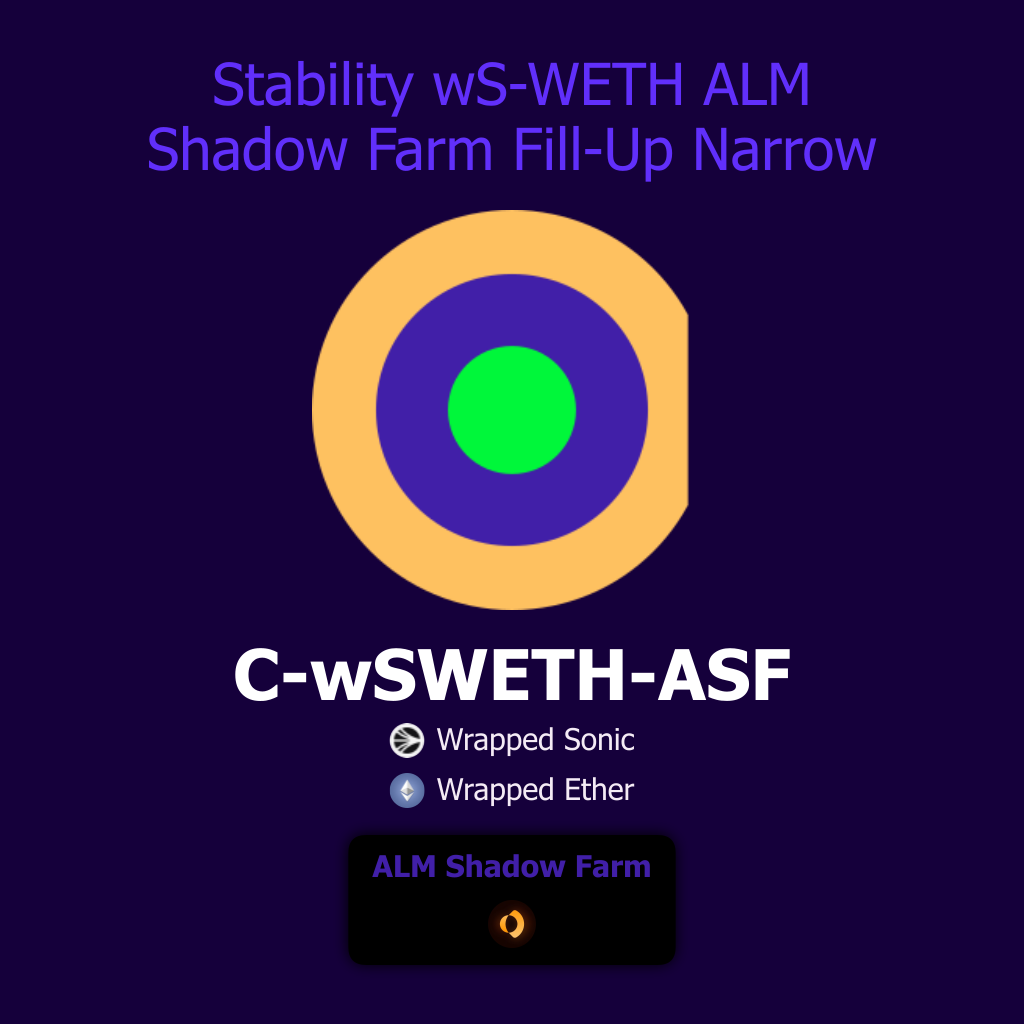 Stability wS-WETH ALM
Shadow Farm Fill-Up Narrow
C-wSWETH-ASF
Wrapped Sonic
Wrapped Ether
ALM Shadow Farm